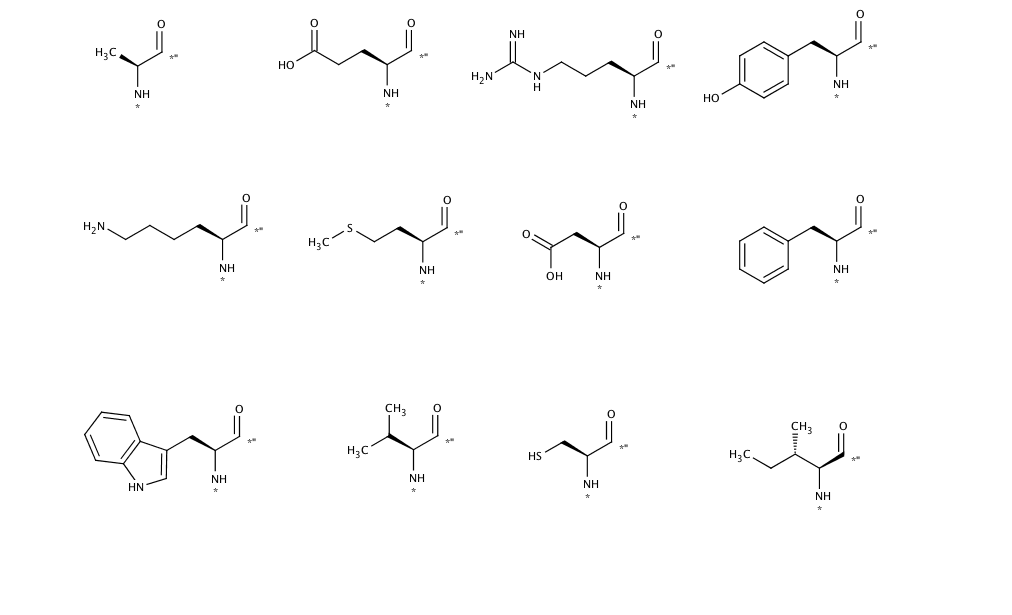 O O O NH O O
H₃C ** HO ** H₂N N H ** HO **
NH * NH * NH * NH *
O O O O
H₂N ** H₃C S ** O OH ** **
NH * NH * NH * NH *
O CH₃ O O CH₃ O
** H₃C ** HS ** H₃C **
HN NH * NH * NH * NH *